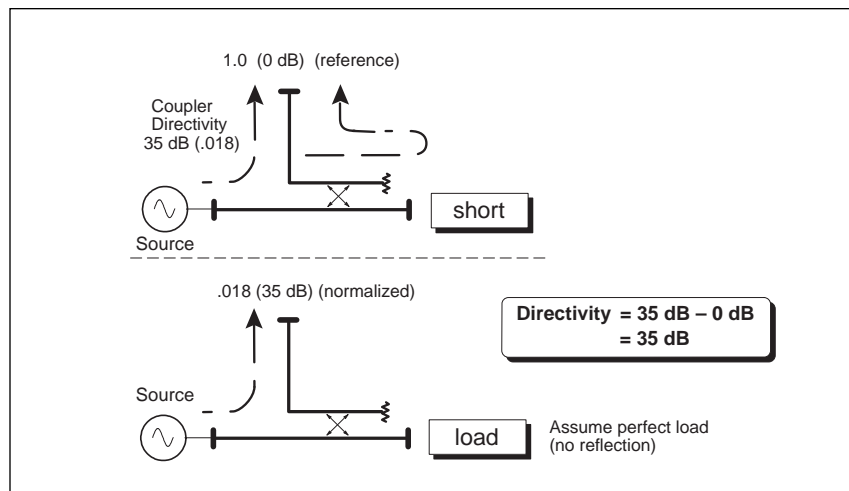 1.0 (0 dB) (reference)
Coupler
Directivity
35 dB (.018)
short
Source
.018 (35 dB) (normalized)
Directivity = 35 dB – 0 dB
= 35 dB
Source
load
Assume perfect load
(no reflection)